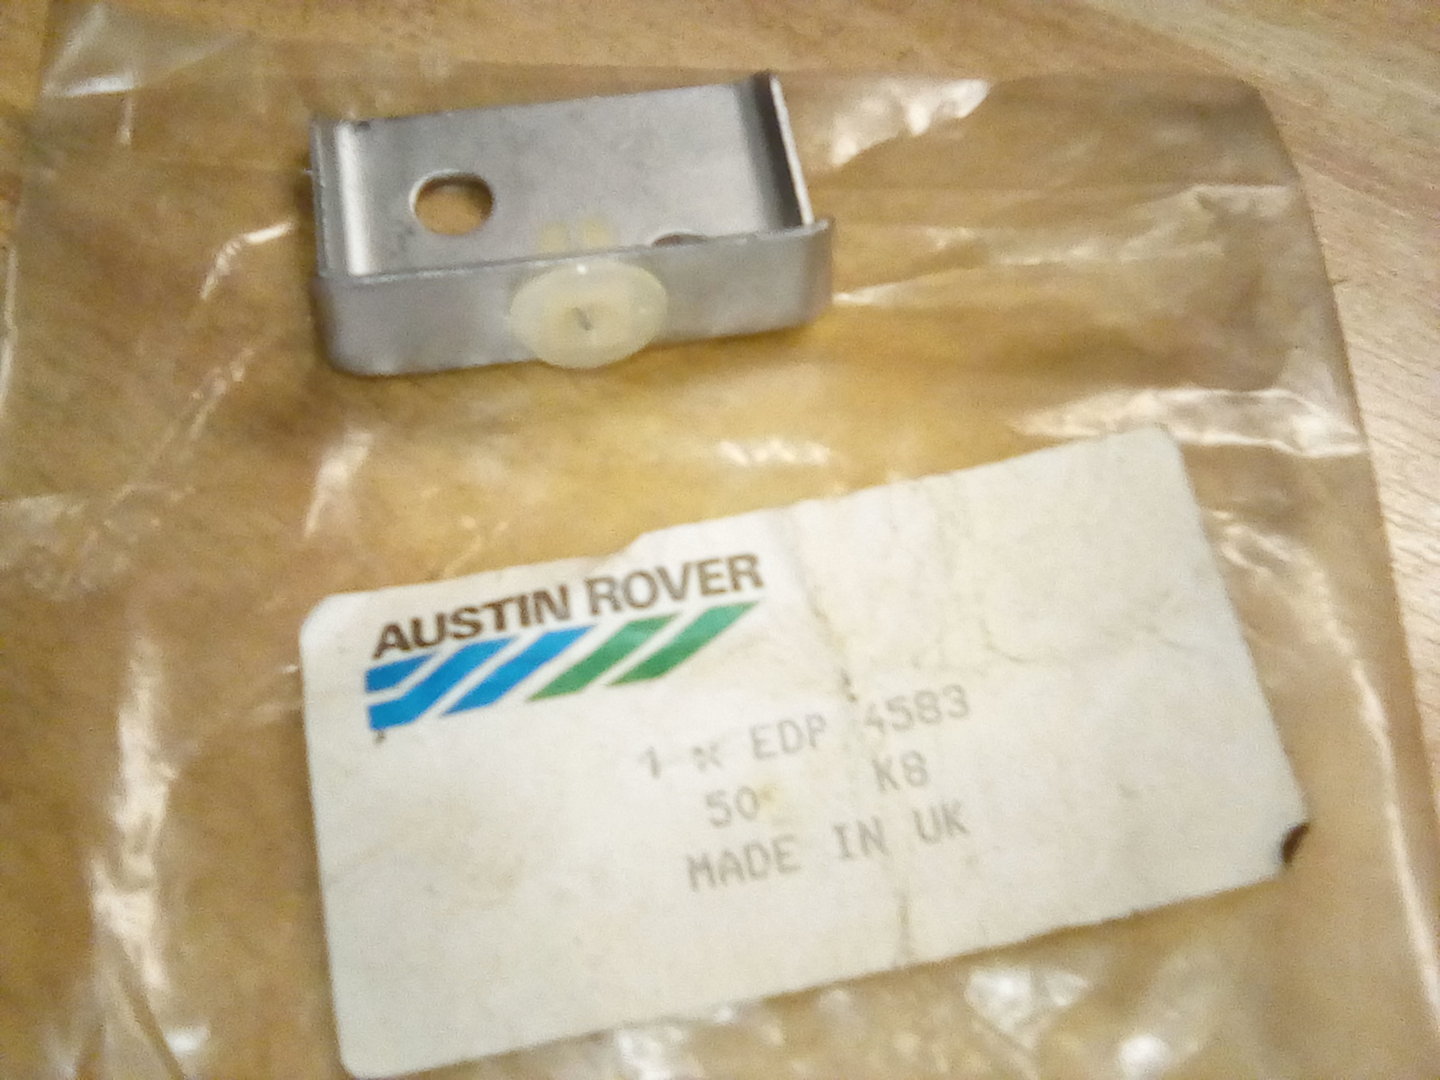 AUSTIN ROVER
1 x EDP 4583
50 K8
MADE IN UK